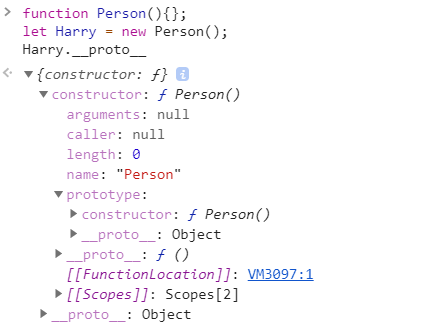 > function Person(){};
let Harry = new Person();
Harry.__proto__
<· ▼{constructor: ƒ} i
▼constructor: ƒ Person()
arguments: null
caller: null
length: 0
name: "Person"
▼prototype:
▶constructor: ƒ Person()
▶__proto__: Object
▶__proto__: ƒ ()
[[FunctionLocation]]: VM3097:1
▶[[Scopes]]: Scopes[2]
▶__proto__: Object